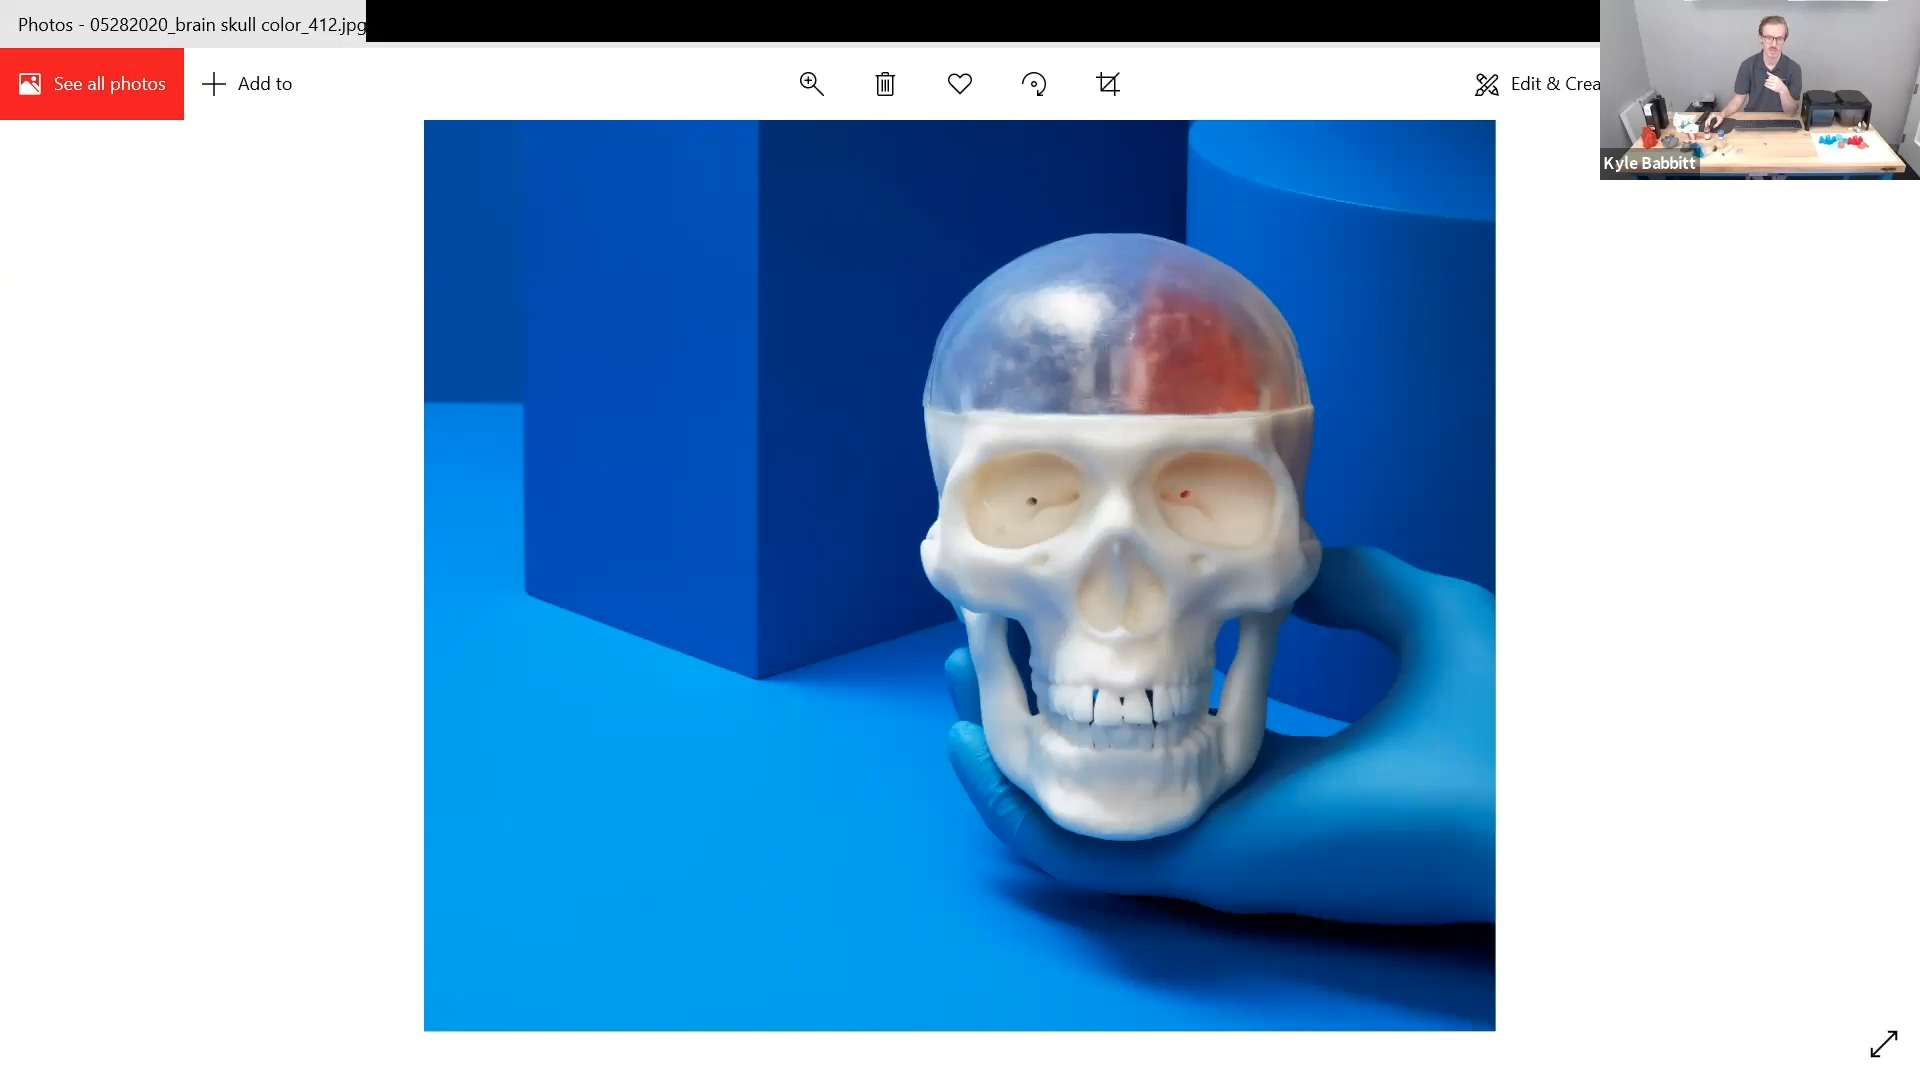 Photos - 05282020_brain skull color_412.jpg
See all photos
Add to
Edit & Crea
Kyle Babbitt